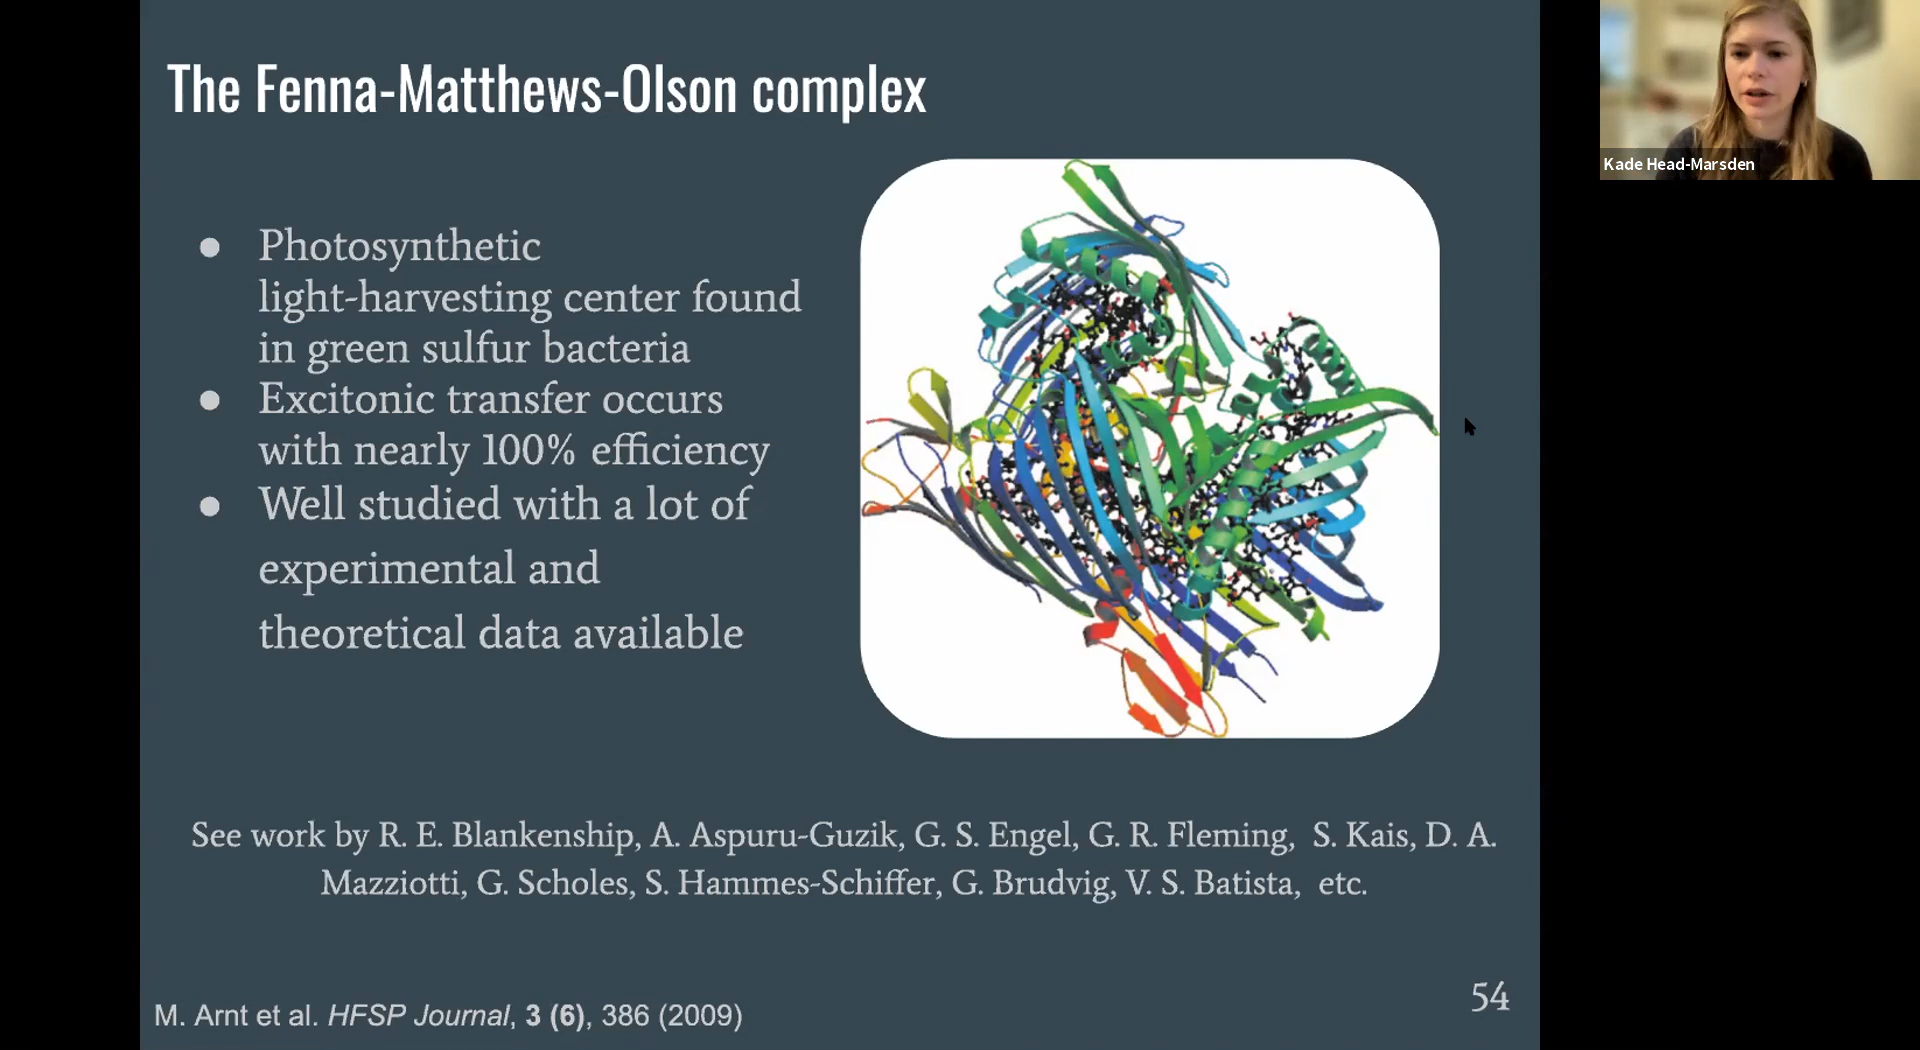 The Fenna-Matthews-Olson complex
Kade Head-Marsden
● Photosynthetic
light-harvesting center found
in green sulfur bacteria
● Excitonic transfer occurs
with nearly 100% efficiency
● Well studied with a lot of
experimental and
theoretical data available
See work by R. E. Blankenship, A. Aspuru-Guzik, G. S. Engel, G. R. Fleming, S. Kais, D. A.
Mazziotti, G. Scholes, S. Hammes-Schiffer, G. Brudvig, V. S. Batista, etc.
54
M. Arnt et al. HFSP Journal, 3 (6), 386 (2009)